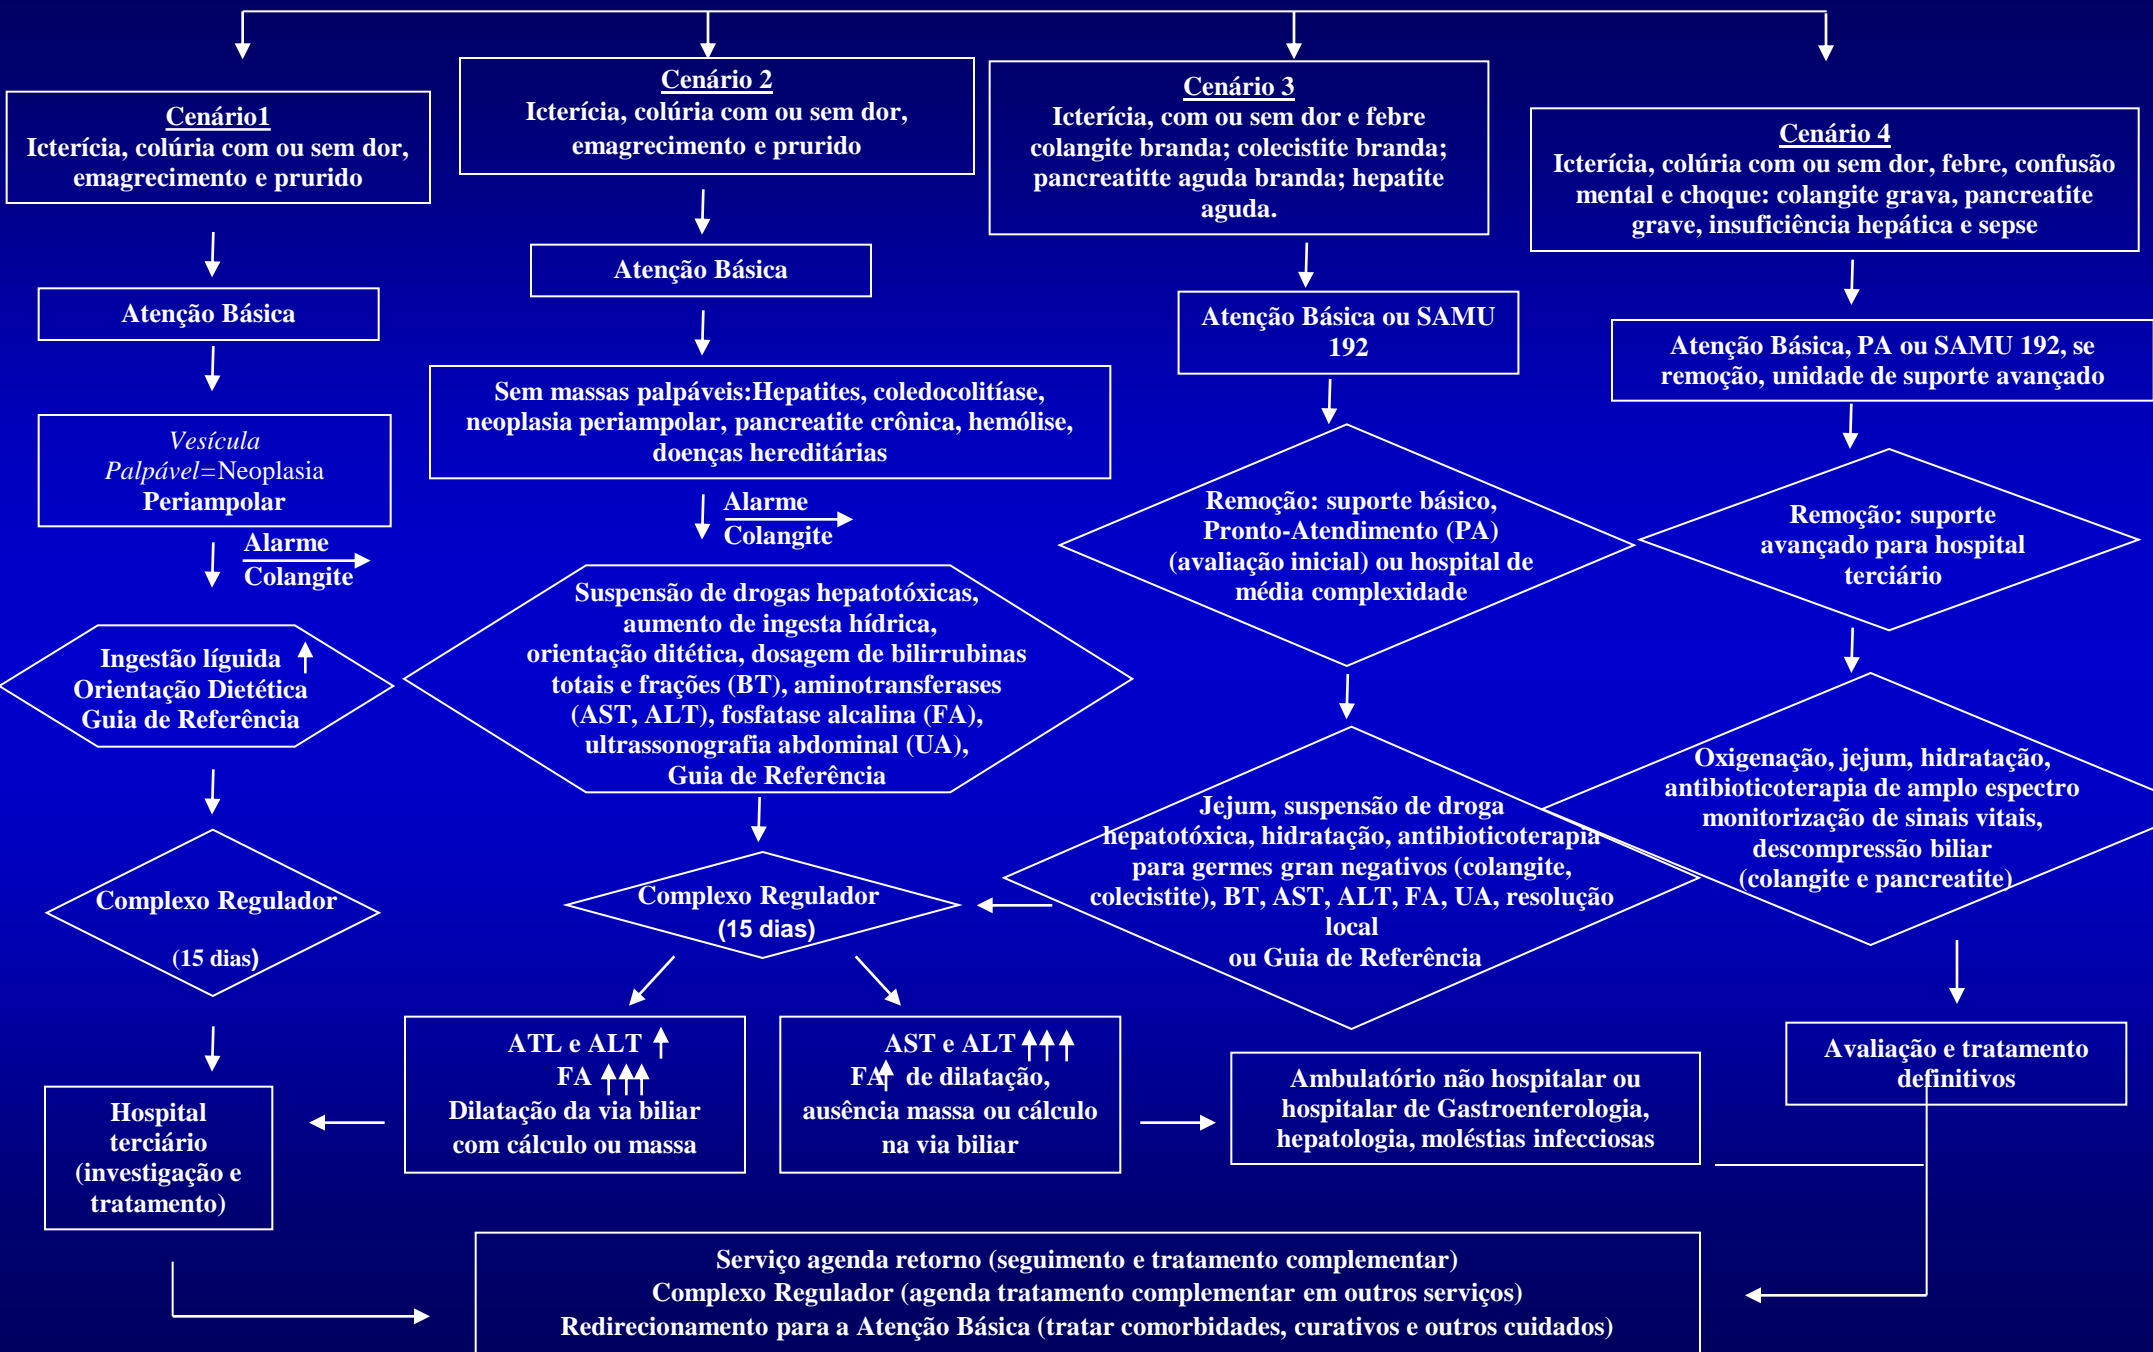 Cenário1
Icterícia, colúria com ou sem dor,
emagrecimento e prurido
Atenção Básica
Vesícula
Palpável=Neoplasia
Periampolar
Alarme
Colangite
Ingestão líguida
Orientação Dietética
Guia de Referência
Complexo Regulador
(15 dias)
Hospital
terciário
(investigação e
tratamento)
Cenário 2
Icterícia, colúria com ou sem dor,
emagrecimento e prurido
Atenção Básica
Sem massas palpáveis:Hepatites, coledocolitíase,
neoplasia periampolar, pancreatite crônica, hemólise,
doenças hereditárias
Alarme
Colangite
Suspensão de drogas hepatotóxicas,
aumento de ingesta hídrica,
orientação ditética, dosagem de bilirrubinas
totais e frações (BT), aminotransferases
(AST, ALT), fosfatase alcalina (FA),
ultrassonografia abdominal (UA),
Guia de Referência
Complexo Regulador
(15 dias)
ATL e ALT
FA
Dilatação da via biliar
com cálculo ou massa
AST e ALT
FA de dilatação,
ausência massa ou cálculo
na via biliar
Cenário 3
Icterícia, com ou sem dor e febre
colangite branda; colecistite branda;
pancreatitte aguda branda; hepatite
aguda.
Atenção Básica ou SAMU
192
Remoção: suporte básico,
Pronto-Atendimento (PA)
(avaliação inicial) ou hospital de
média complexidade
Jejum, suspensão de droga
hepatotóxica, hidratação, antibioticoterapia
para germes gran negativos (colangite,
colecistite), BT, AST, ALT, FA, UA, resolução
local
ou Guia de Referência
Ambulatório não hospitalar ou
hospitalar de Gastroenterologia,
hepatologia, moléstias infecciosas
Cenário 4
Icterícia, colúria com ou sem dor, febre, confusão
mental e choque: colangite grava, pancreatite
grave, insuficiência hepática e sepse
Atenção Básica, PA ou SAMU 192, se
remoção, unidade de suporte avançado
Remoção: suporte
avançado para hospital
terciário
Oxigenação, jejum, hidratação,
antibioticoterapia de amplo espectro
monitorização de sinais vitais,
descompressão biliar
(colangite e pancreatite)
Avaliação e tratamento
definitivos
Serviço agenda retorno (seguimento e tratamento complementar)
Complexo Regulador (agenda tratamento complementar em outros serviços)
Redirecionamento para a Atenção Básica (tratar comorbidades, curativos e outros cuidados)